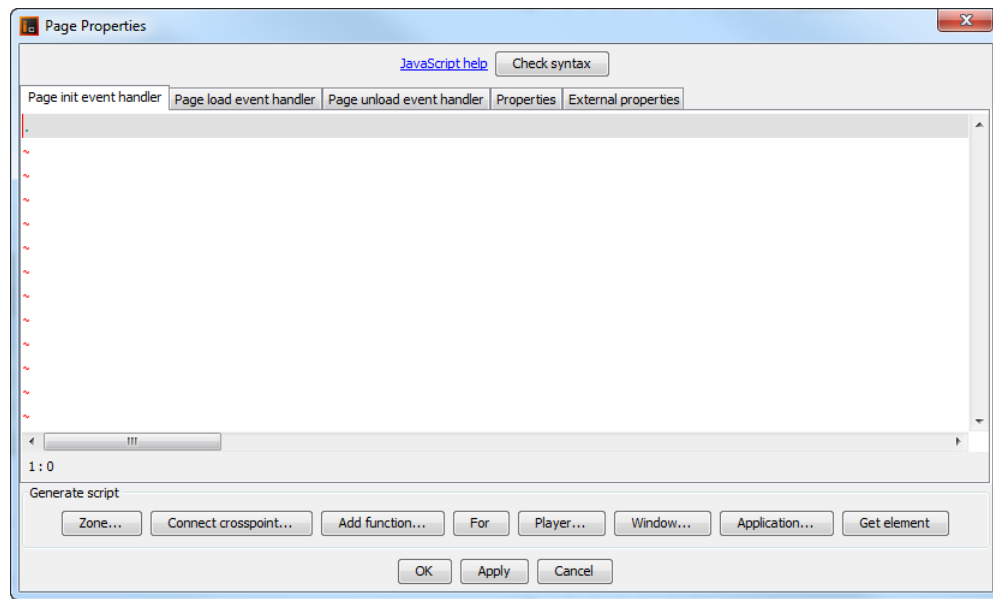 Page Properties
JavaScript help Check syntax
Page init event handler Page load event handler Page unload event handler Properties External properties
.
~
~
~
~
~
~
~
~
~
~
~
~
1:0
Generate script
Zone... Connect crosspoint... Add function... For Player... Window... Application... Get element
OK Apply Cancel